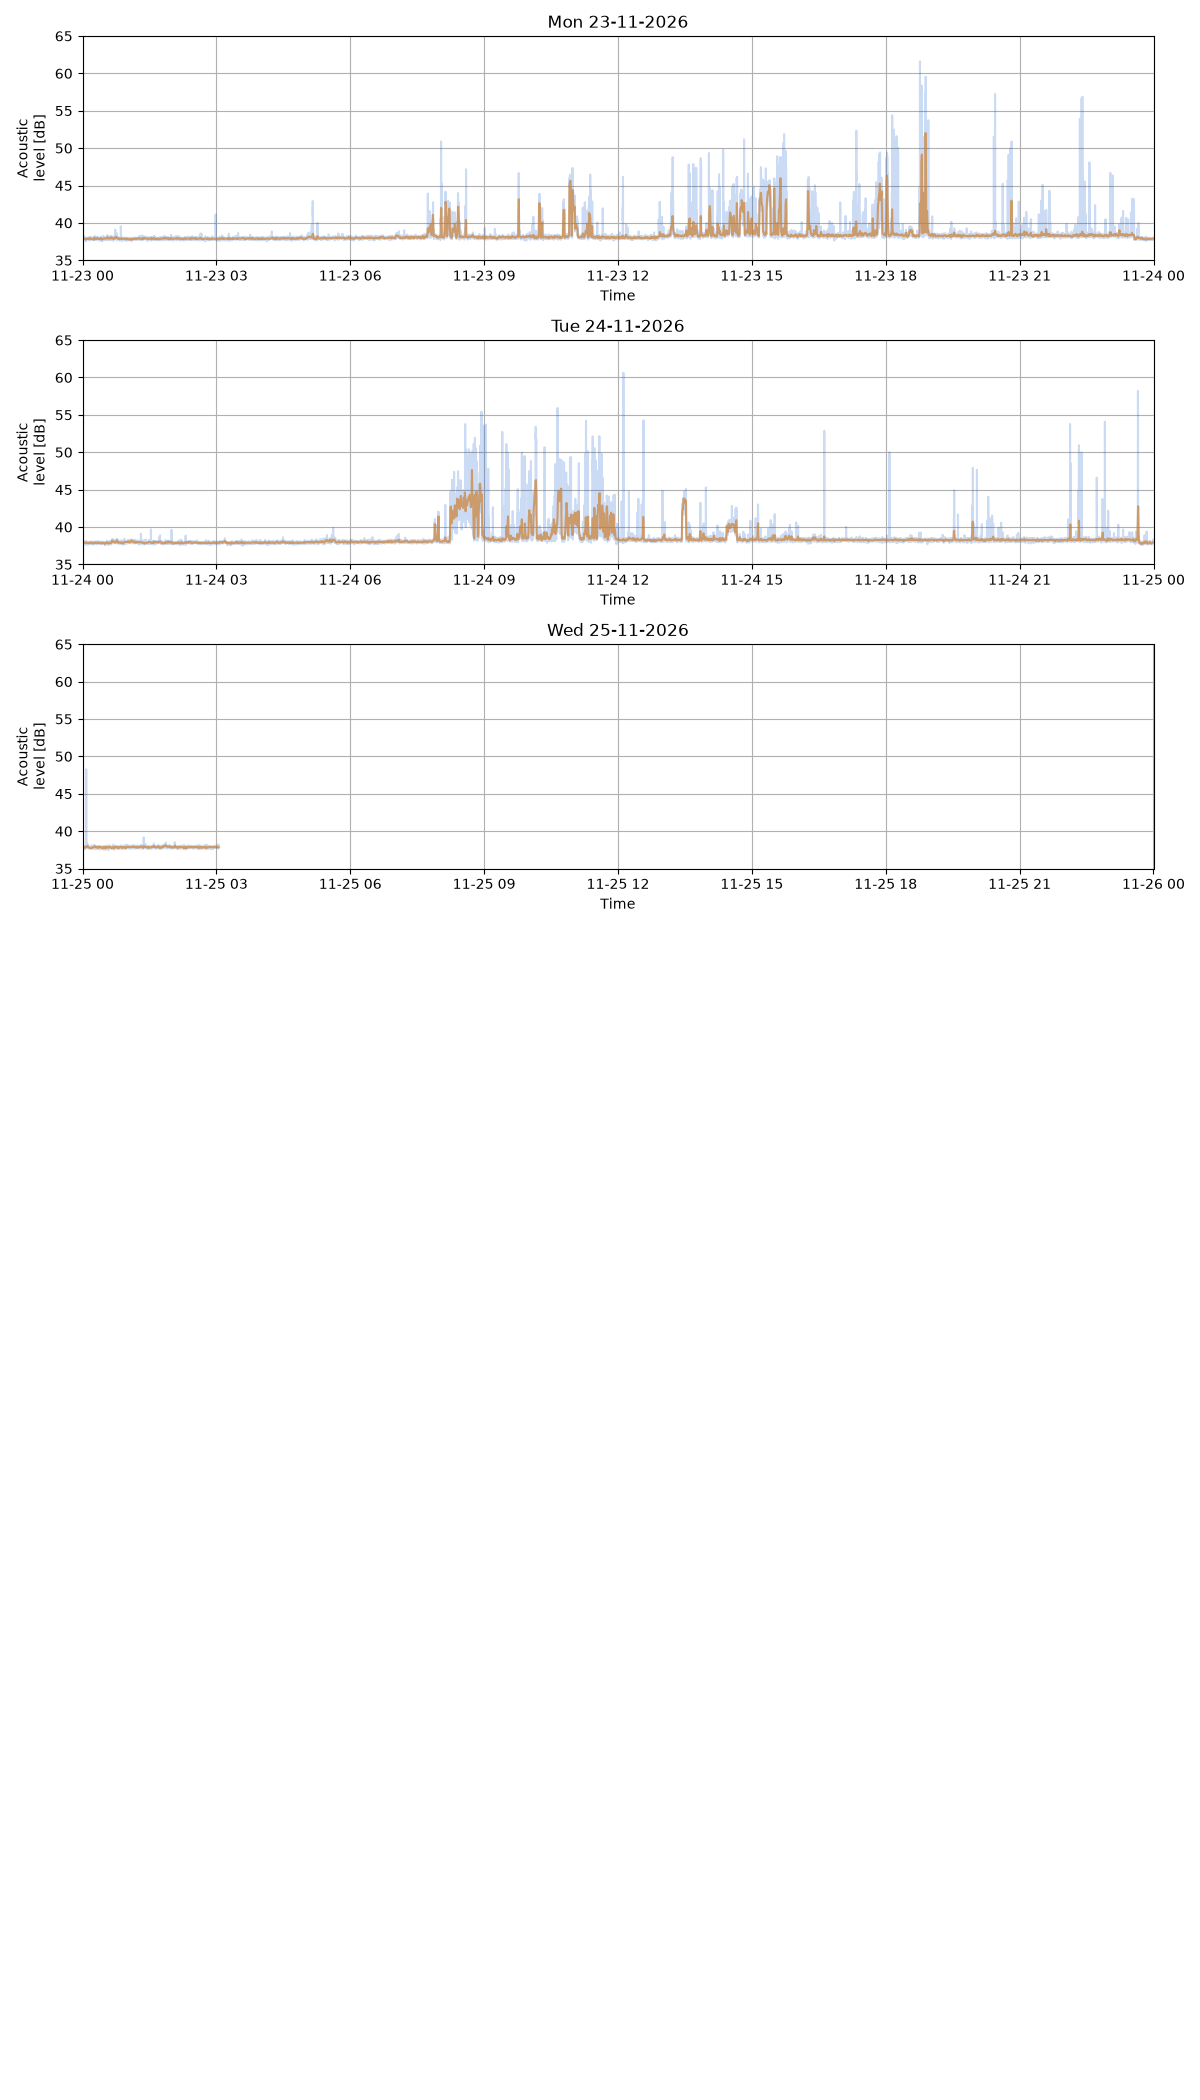 Mon 23-11-2026
65
60
55
50
45
40
35
Acoustic
level [dB]
11-23 00 11-23 03 11-23 06 11-23 09 11-23 12 11-23 15 11-23 18 11-23 21 11-24 00
Time
Tue 24-11-2026
65
60
55
50
45
40
35
Acoustic
level [dB]
11-24 00 11-24 03 11-24 06 11-24 09 11-24 12 11-24 15 11-24 18 11-24 21 11-25 00
Time
Wed 25-11-2026
65
60
55
50
45
40
35
Acoustic
level [dB]
11-25 00 11-25 03 11-25 06 11-25 09 11-25 12 11-25 15 11-25 18 11-25 21 11-26 00
Time